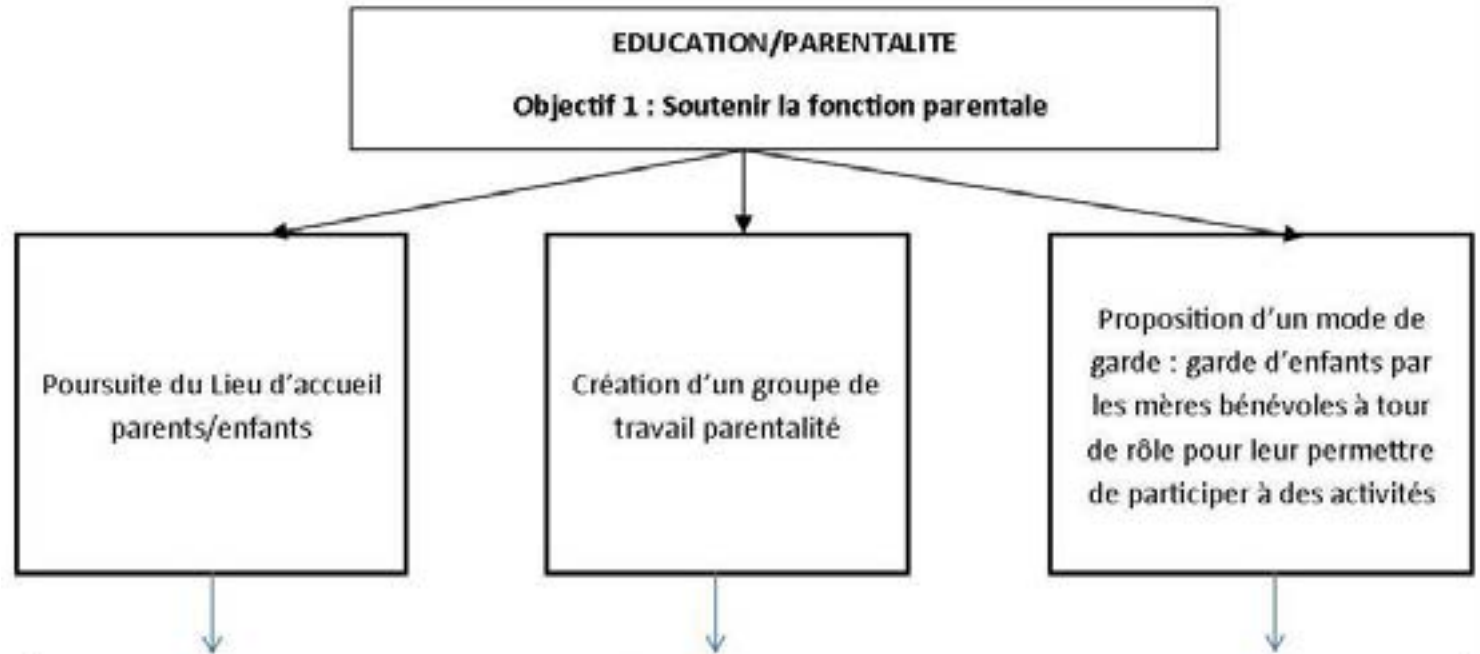 EDUCATION/PARENTALITE
Objectif 1 : Soutenir la fonction parentale
Poursuite du Lieu d'accueil
parents/enfants
Création d'un groupe de
travail parentalité
Proposition d'un mode de
garde : garde d'enfants par
les mères bénévoles à tour
de rôle pour leur permettre
de participer à des activités